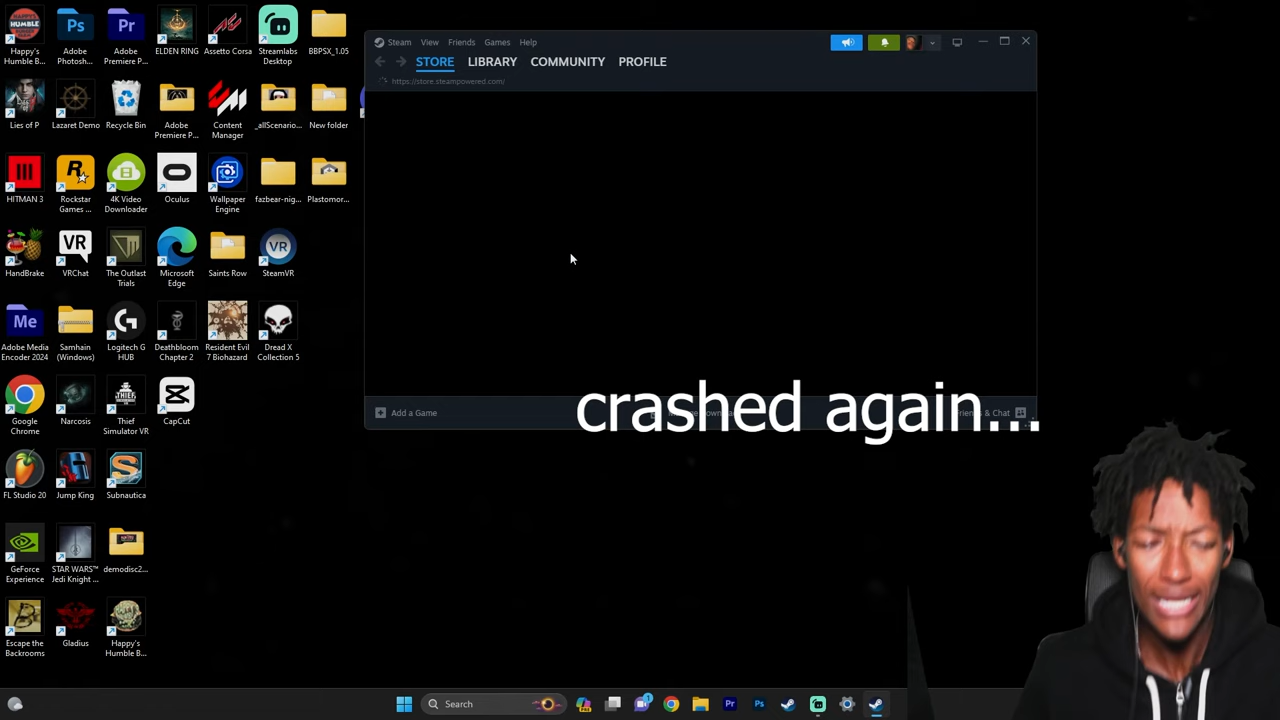 Happy's
Humble B...
Adobe
Photosh...
Adobe
Premiere P...
ELDEN RING
Assetto Corsa
Streamlabs
Desktop
BBPSX_1.05
Lies of P
Lazaret Demo
Recycle Bin
Adobe
Premiere P...
Content
Manager
_allScenario...
New folder
HITMAN 3
Rockstar
Games ...
4K Video
Downloader
Oculus
Wallpaper
Engine
fazbear-nig...
Plastomor...
HandBrake
VRChat
The Outlast
Trials
Microsoft
Edge
Saints Row
SteamVR
Adobe Media
Encoder 2024
Samhain
(Windows)
Logitech G
HUB
Deathbloom
Chapter 2
Resident Evil
7 Biohazard
Dread X
Collection 5
Google
Chrome
Narcosis
Thief
Simulator VR
CapCut
FL Studio 20
Jump King
Subnautica
GeForce
Experience
STAR WARS™
Jedi Knight ...
demodisc2...
Escape the
Backrooms
Gladius
Happy's
Humble B...
Steam View Friends Games Help
STORE LIBRARY COMMUNITY PROFILE
https://store.steampowered.com/
Add a Game
& Chat
crashed again...
Search